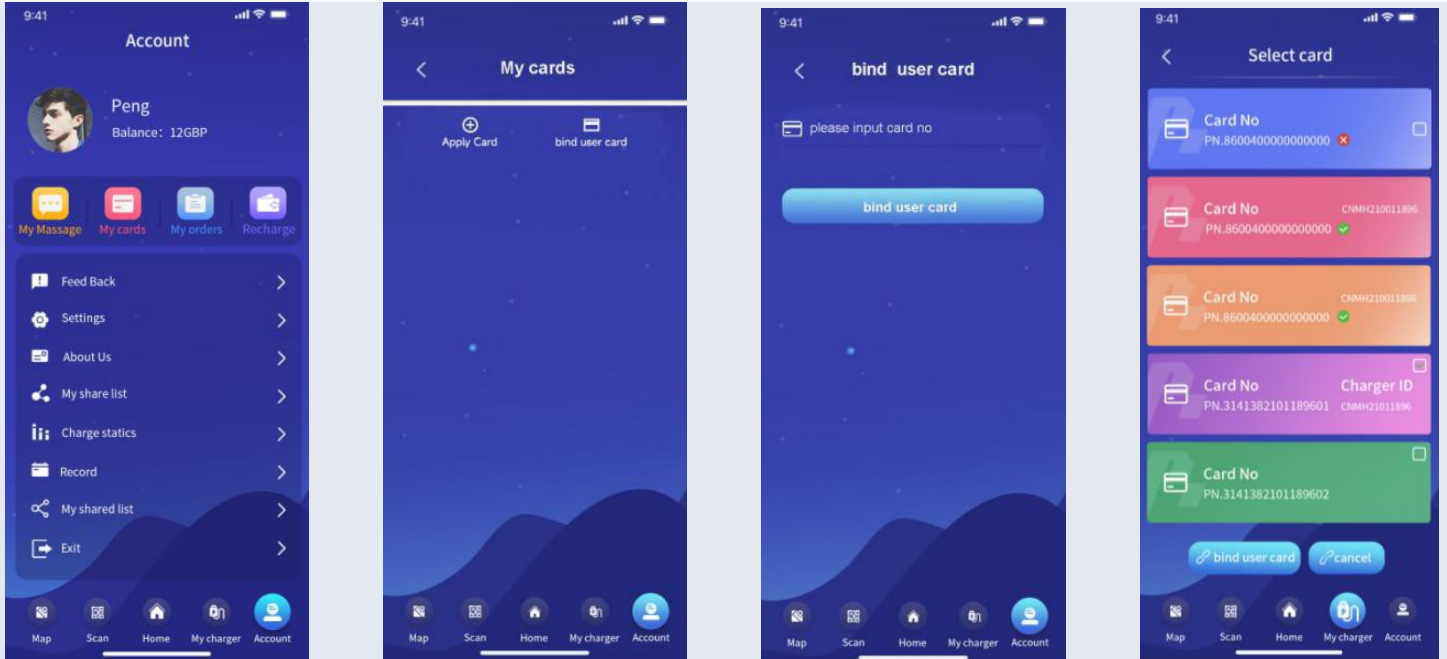 9:41
Account
Peng
Balance: 12GBP
My Massage My cards My orders Recharge
Feed Back
Settings
About Us
My share list
Charge statics
Record
My shared list
Exit
Map Scan Home My charger Account
9:41
My cards
Apply Card bind user card
Map Scan Home My charger Account
9:41
bind user card
please input card no
bind user card
Map Scan Home My charger Account
9:41
Select card
Card No
PN.8600400000000000
Card No CNMH210011896
PN.8600400000000000
Card No CNMH210011896
PN.8600400000000000
Card No Charger ID
PN.3141382101189601 CNMH21011896
Card No
PN.3141382101189602
bind user card cancel
Map Scan Home My charger Account